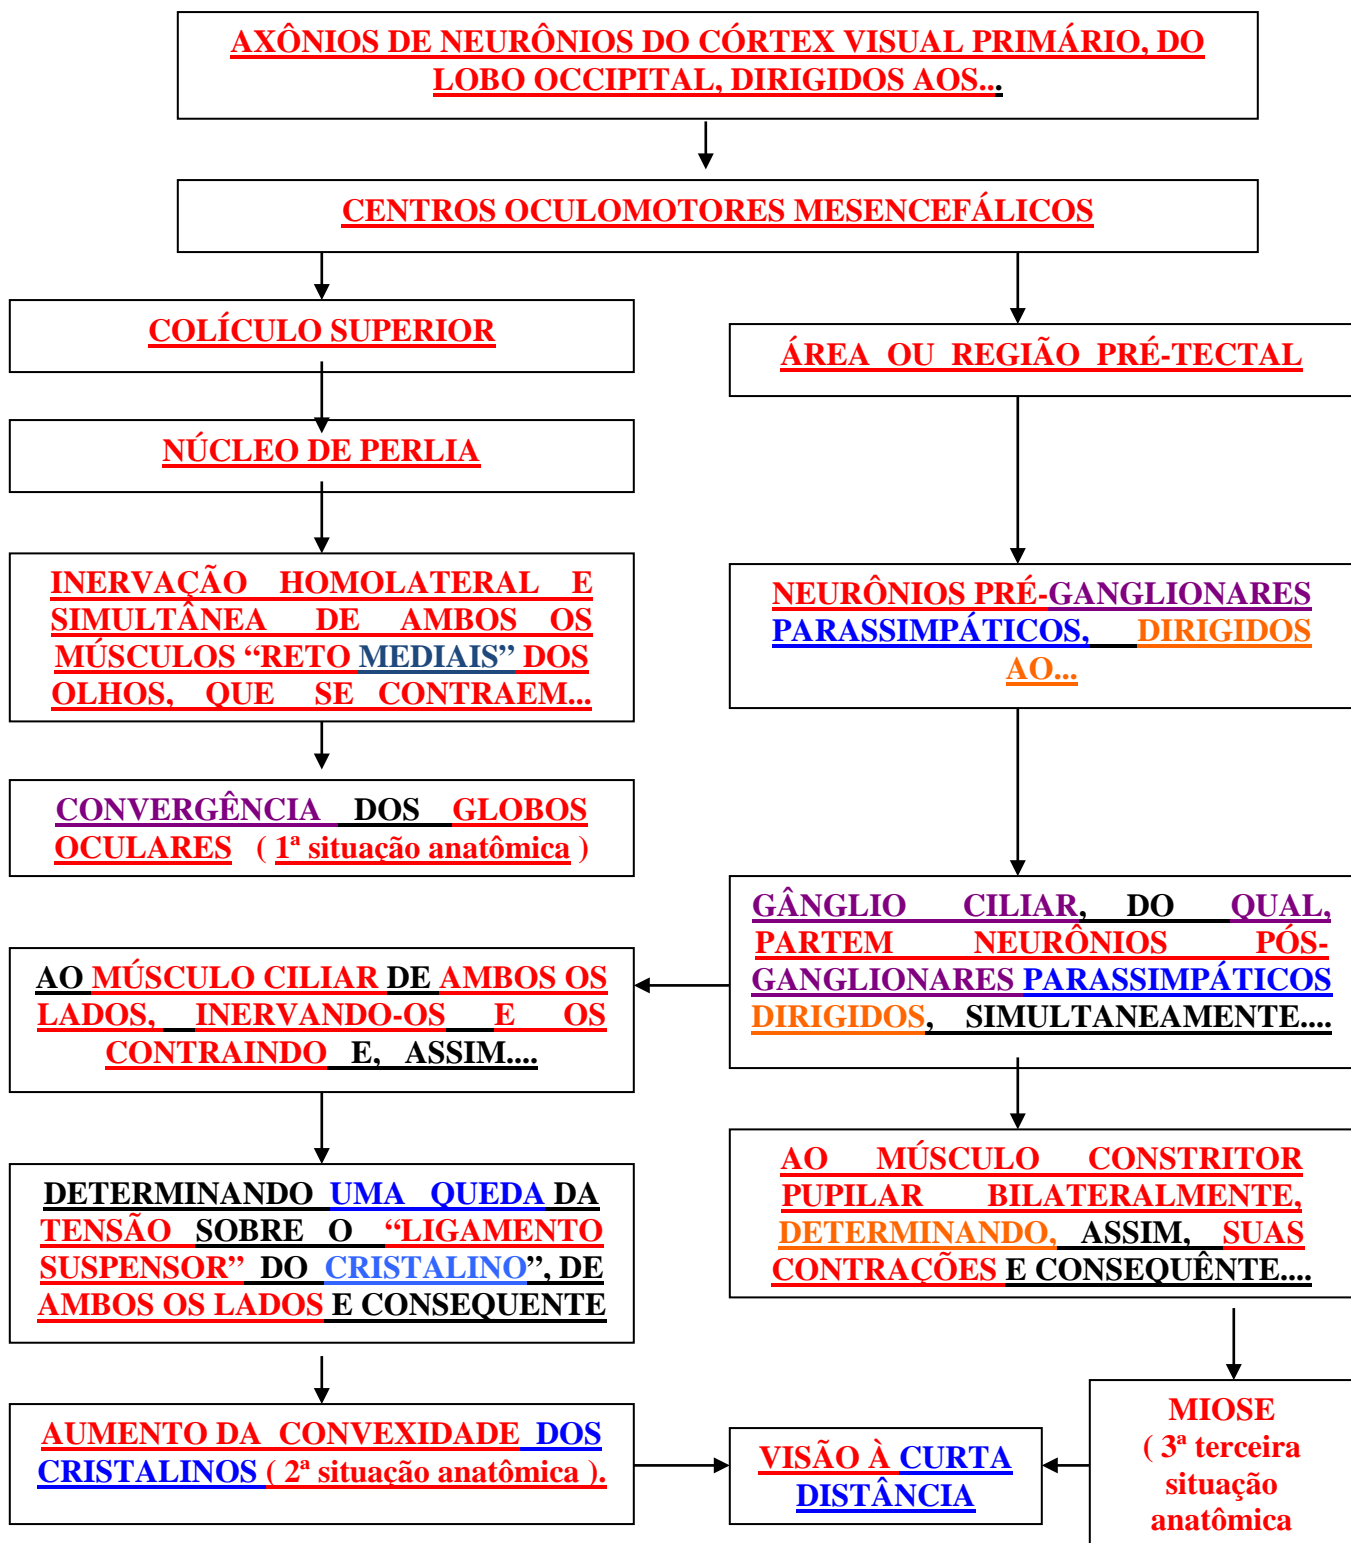 AXÔNIOS DE NEURÔNIOS DO CÓRTEX VISUAL PRIMÁRIO, DO
LOBO OCCIPITAL, DIRIGIDOS AOS...
CENTROS OCULOMOTORES MESENCEFÁLICOS
COLÍCULO SUPERIOR
ÁREA OU REGIÃO PRÉ-TECTAL
NÚCLEO DE PERLIA
INERVAÇÃO HOMOLATERAL E
SIMULTÂNEA DE AMBOS OS
MÚSCULOS “RETO MEDIAIS” DOS
OLHOS, QUE SE CONTRAEM...
NEURÔNIOS PRÉ-GANGLIONARES
PARASSIMPÁTICOS, DIRIGIDOS
AO...
CONVERGÊNCIA DOS GLOBOS
OCULARES ( 1ª situação anatômica )
GÂNGLIO CILIAR, DO QUAL,
PARTEM NEURÔNIOS PÓS-
GANGLIONARES PARASSIMPÁTICOS
DIRIGIDOS, SIMULTANEAMENTE....
AO MÚSCULO CILIAR DE AMBOS OS
LADOS, INERVANDO-OS E OS
CONTRAINDO E, ASSIM....
AO MÚSCULO CONSTRITOR
PUPILAR BILATERALMENTE,
DETERMINANDO, ASSIM, SUAS
CONTRAÇÕES E CONSEQUÊNTE....
DETERMINANDO UMA QUEDA DA
TENSÃO SOBRE O “LIGAMENTO
SUSPENSOR” DO CRISTALINO”, DE
AMBOS OS LADOS E CONSEQUENTE
AUMENTO DA CONVEXIDADE DOS
CRISTALINOS ( 2ª situação anatômica ).
VISÃO À CURTA
DISTÂNCIA
MIOSE
( 3ª terceira
situação
anatômica